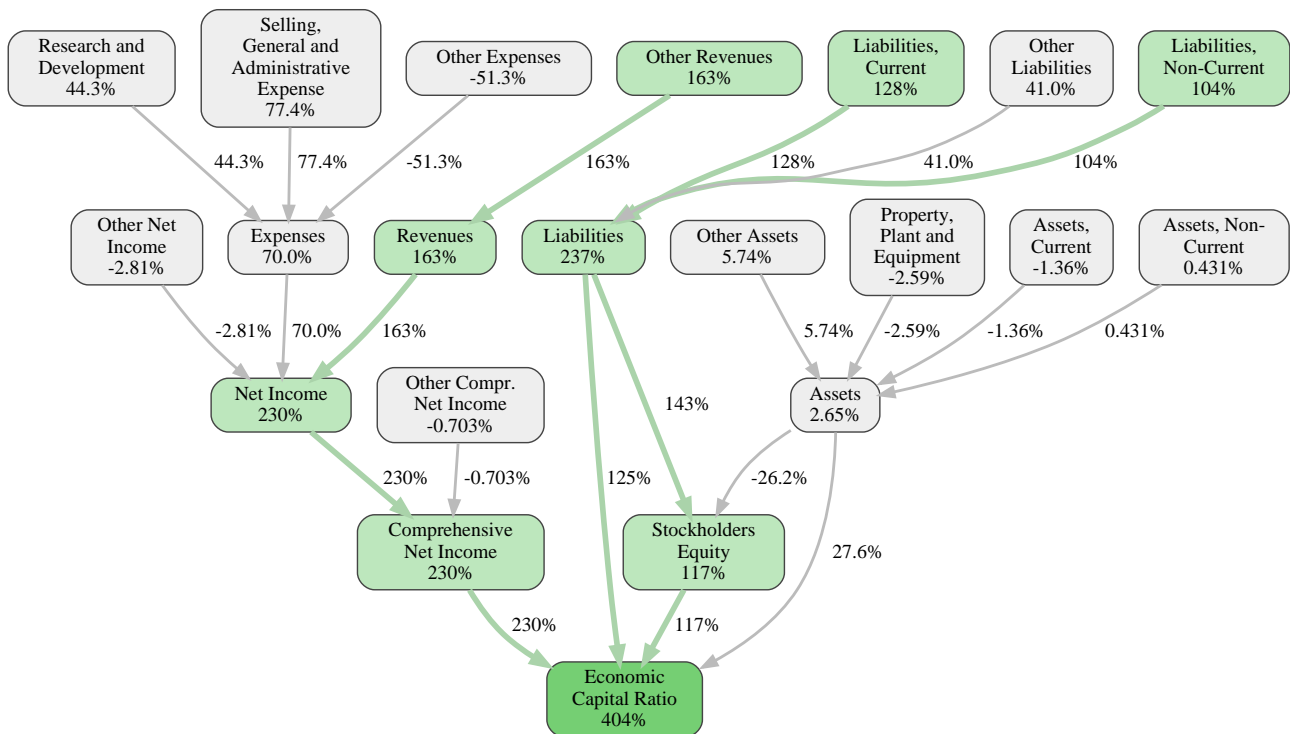 Research and
Development
44.3%
Selling,
General and
Administrative
Expense
77.4%
Other Expenses
-51.3%
Other Revenues
163%
Liabilities,
Current
128%
Other
Liabilities
41.0%
Liabilities,
Non-Current
104%
44.3%
77.4%
-51.3%
163%
128%
41.0%
104%
Other Net
Income
-2.81%
Expenses
70.0%
Revenues
163%
Liabilities
237%
Other Assets
5.74%
Property,
Plant and
Equipment
-2.59%
Assets,
Current
-1.36%
Assets, Non-
Current
0.431%
-2.81%
70.0%
163%
5.74%
-2.59%
-1.36%
0.431%
Net Income
230%
Other Compr.
Net Income
-0.703%
143%
Assets
2.65%
230%
-0.703%
125%
-26.2%
Comprehensive
Net Income
230%
Stockholders
Equity
117%
27.6%
230%
117%
Economic
Capital Ratio
404%